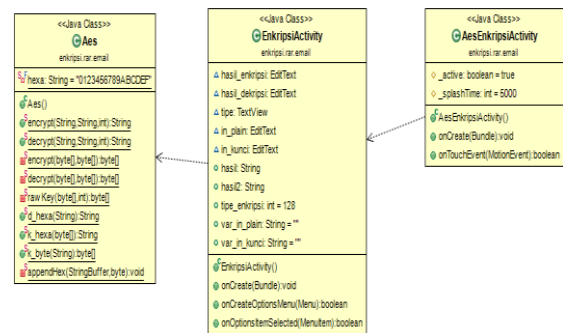 <<Java Class>>
Aes
enkripsi.rar.email
hexa: String = "0123456789ABCDEF"
Aes()
encrypt(String,String,int):String
decrypt(String,String,int):String
encrypt(byte[],byte[]):byte[]
decrypt(byte[],byte[]):byte[]
rawKey(byte[],int):byte[]
d_hexa(String):String
k_hexa(byte[]):String
k_byte(String):byte[]
appendHex(StringBuffer,byte):void
<<Java Class>>
EnkripsiActivity
enkripsi.rar.email
hasil_enkripsi: EditText
hasil_dekripsi: EditText
tipe: TextView
in_plain: EditText
in_kunci: EditText
hasil: String
hasil2: String
tipe_enkripsi: int = 128
var_in_plain: String = ""
var_in_kunci: String = ""
EnkripsiActivity()
onCreate(Bundle):void
onCreateOptionsMenu(Menu):boolean
onOptionsItemSelected(MenuItem):boolean
<<Java Class>>
AesEnkripsiActivity
enkripsi.rar.email
_active: boolean = true
_splashTime: int = 5000
AesEnkripsiActivity()
onCreate(Bundle):void
onTouchEvent(MotionEvent):boolean